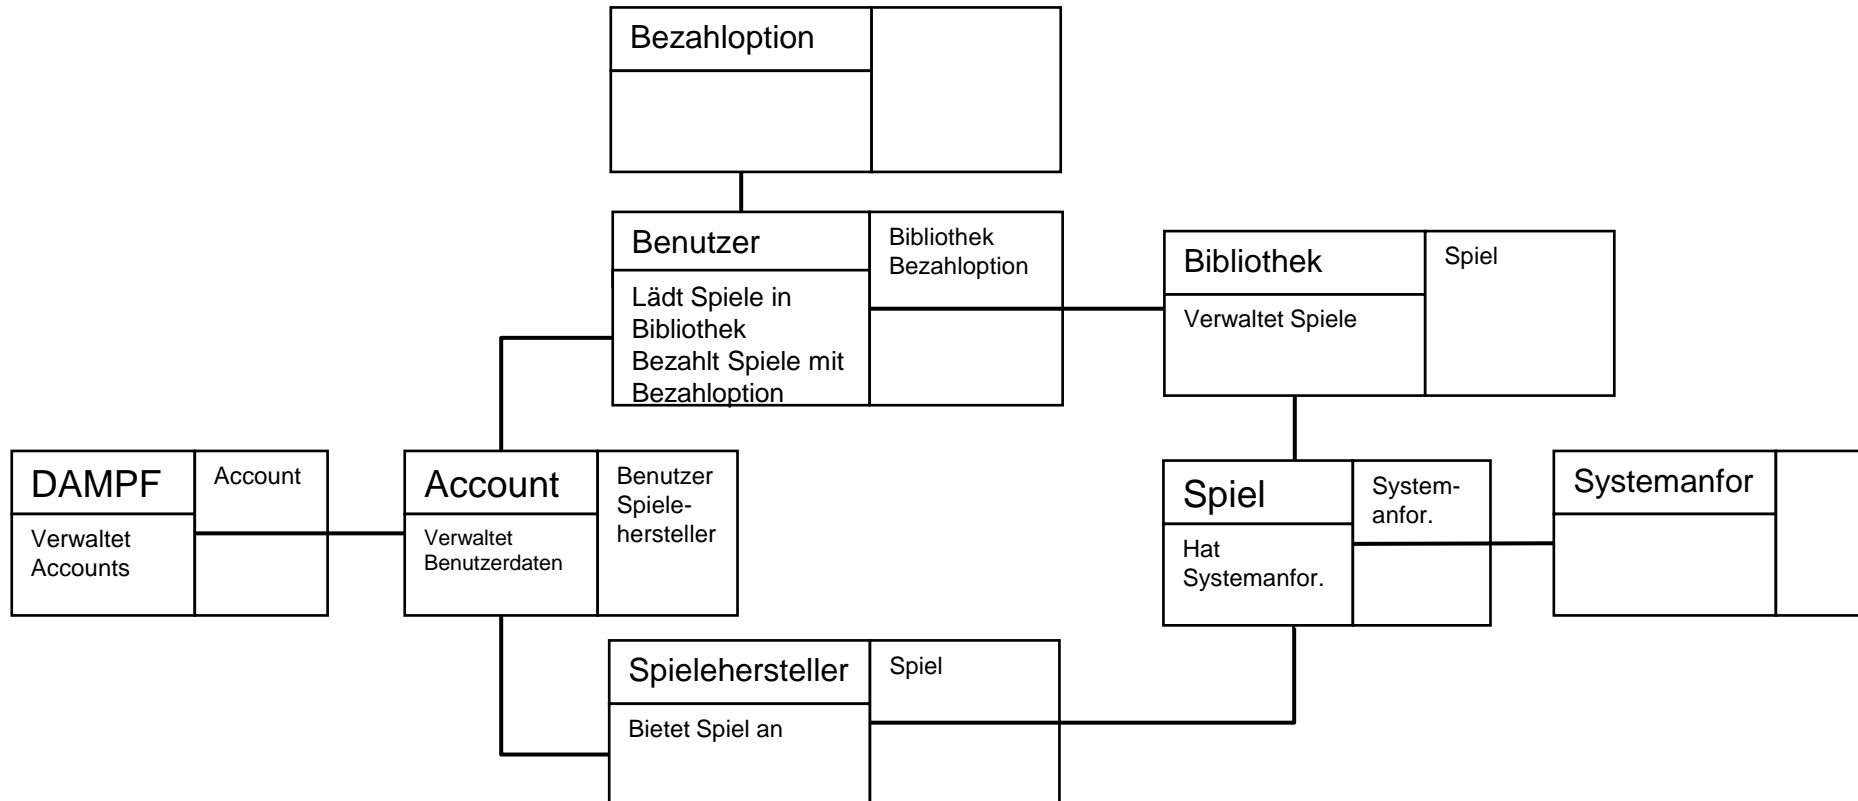 Bezahloption
Benutzer
Bibliothek
Bezahloption
Lädt Spiele in
Bibliothek
Bezahlt Spiele mit
Bezahloption
Bibliothek
Spiel
Verwaltet Spiele
DAMPF
Account
Verwaltet
Accounts
Account
Benutzer
Spiele-
hersteller
Verwaltet
Benutzerdaten
Spiel
System-
anfor.
Hat
Systemanfor.
Systemanfor
Spielehersteller
Spiel
Bietet Spiel an